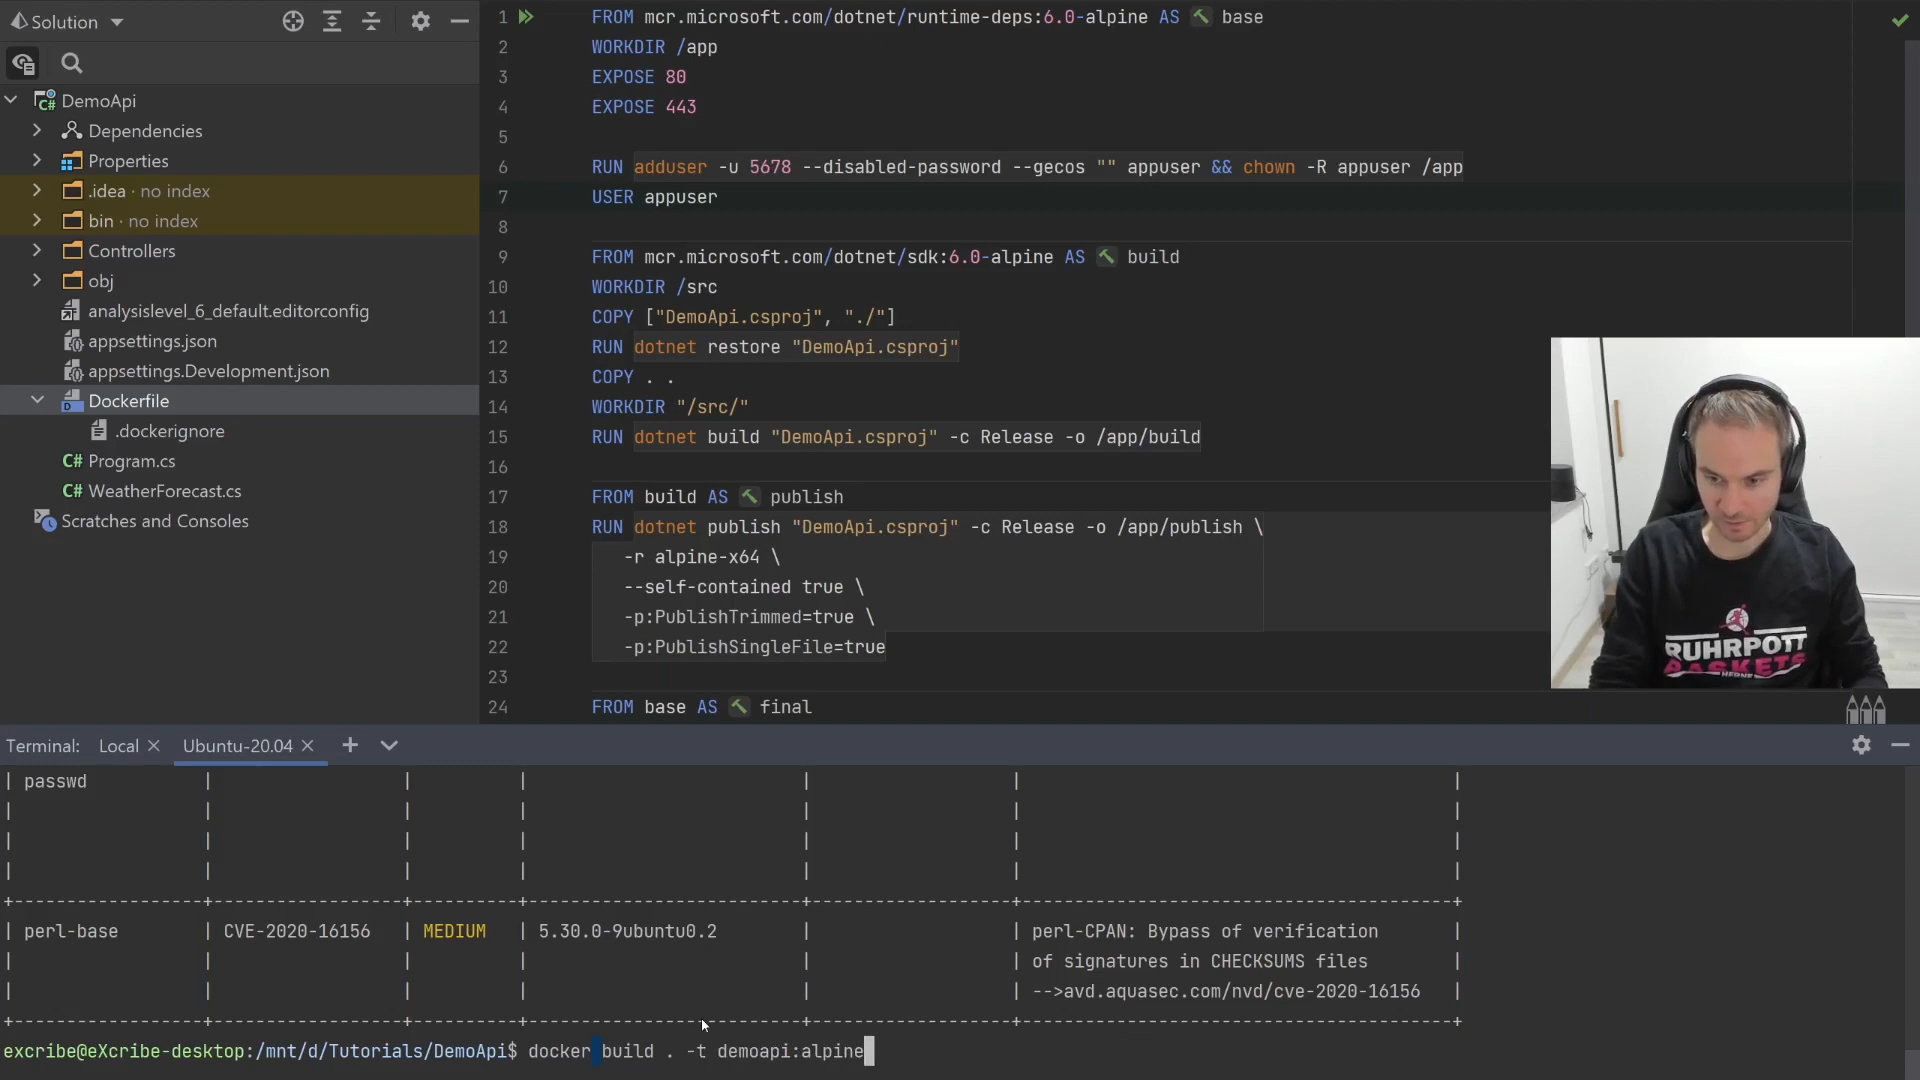 Solution
DemoApi
Dependencies
Properties
.idea · no index
bin · no index
Controllers
obj
analysislevel_6_default.editorconfig
appsettings.json
appsettings.Development.json
Dockerfile
.dockerignore
C# Program.cs
C# WeatherForecast.cs
Scratches and Consoles
1 FROM mcr.microsoft.com/dotnet/runtime-deps:6.0-alpine AS base
2 WORKDIR /app
3 EXPOSE 80
4 EXPOSE 443
5
6 RUN adduser -u 5678 --disabled-password --gecos "" appuser && chown -R appuser /app
7 USER appuser
8
9 FROM mcr.microsoft.com/dotnet/sdk:6.0-alpine AS build
10 WORKDIR /src
11 COPY ["DemoApi.csproj", "./"]
12 RUN dotnet restore "DemoApi.csproj"
13 COPY . .
14 WORKDIR "/src/"
15 RUN dotnet build "DemoApi.csproj" -c Release -o /app/build
16
17 FROM build AS publish
18 RUN dotnet publish "DemoApi.csproj" -c Release -o /app/publish \
19 -r alpine-x64 \
20 --self-contained true \
21 -p:PublishTrimmed=true \
22 -p:PublishSingleFile=true
23
24 FROM base AS final
RUHRPOTT
BASKETS
HERNE
Terminal: Local Ubuntu-20.04
| passwd | | | | | |
| | | | | | |
| | | | | | |
| | | | | | |
+-------------------+------------------+----------+--------------------------+-------------------+-----------------------------------------+
| perl-base | CVE-2020-16156 | MEDIUM | 5.30.0-9ubuntu0.2 | | perl-CPAN: Bypass of verification |
| | | | | | of signatures in CHECKSUMS files |
| | | | | | -->avd.aquasec.com/nvd/cve-2020-16156 |
+-------------------+------------------+----------+--------------------------+-------------------+-----------------------------------------+
excribe@eXcribe-desktop:/mnt/d/Tutorials/DemoApi$ docker build . -t demoapi:alpine